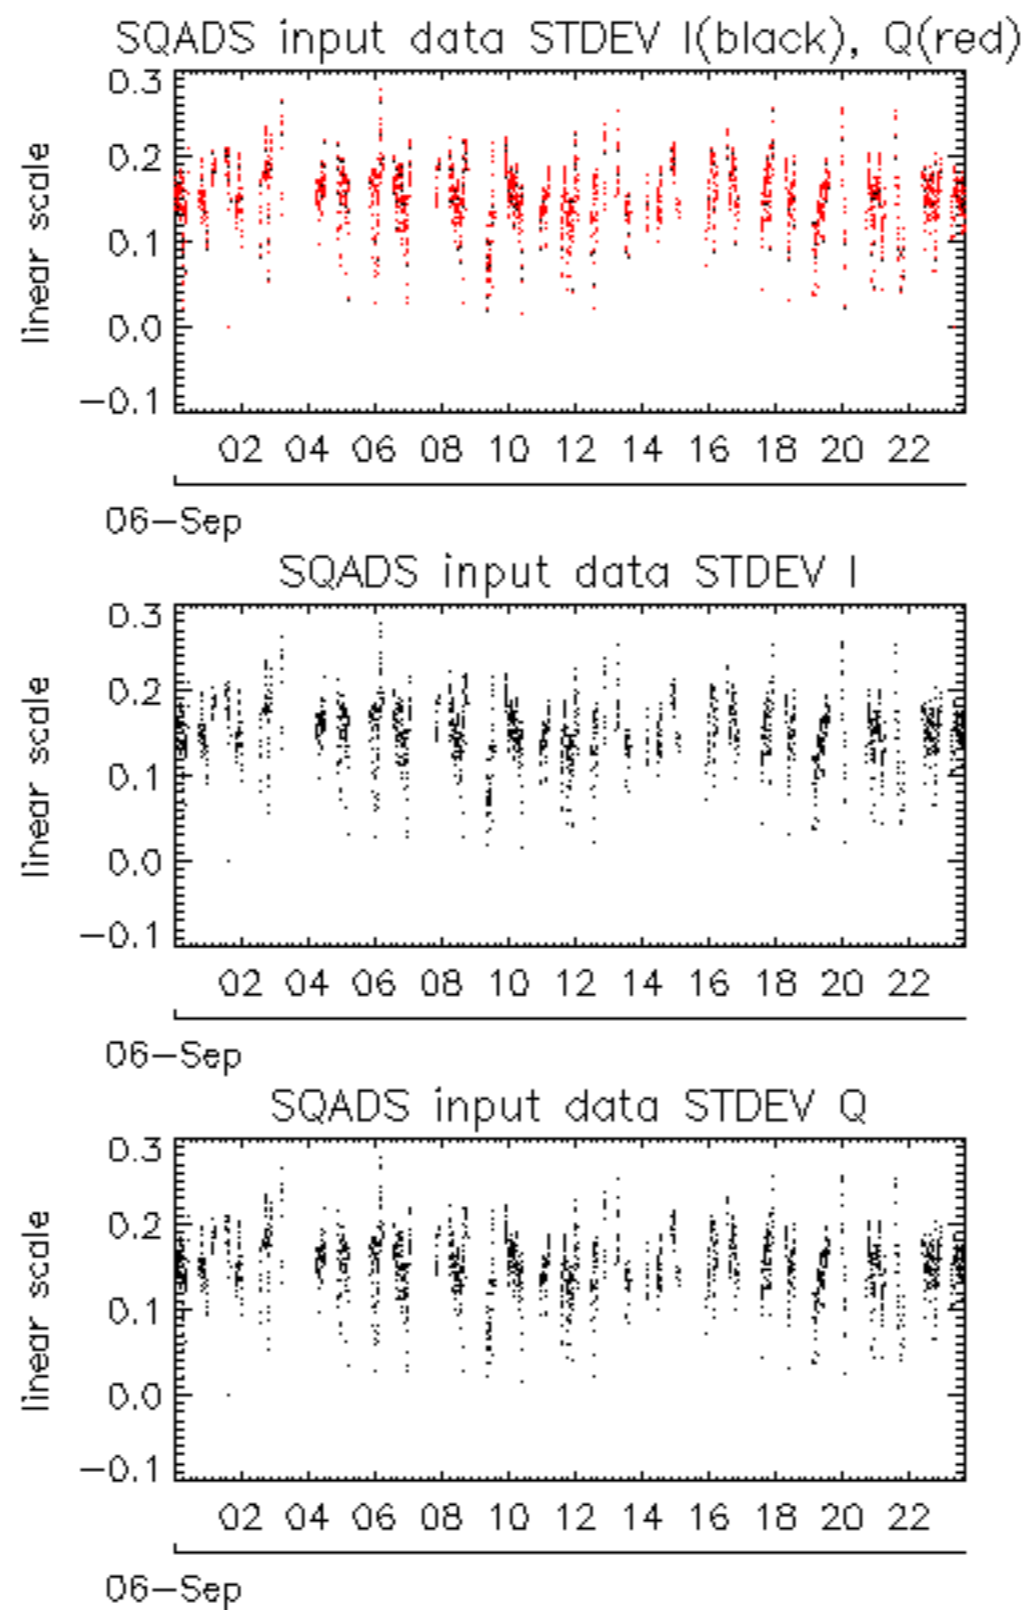 SQADS input data STDEV I(black), Q(red)
linear scale
0.3
0.2
0.1
0.0
−0.1
02 04 06 08 10 12 14 16 18 20 22
06−Sep
SQADS input data STDEV I
linear scale
0.3
0.2
0.1
0.0
−0.1
02 04 06 08 10 12 14 16 18 20 22
06−Sep
SQADS input data STDEV Q
linear scale
0.3
0.2
0.1
0.0
−0.1
02 04 06 08 10 12 14 16 18 20 22
06−Sep